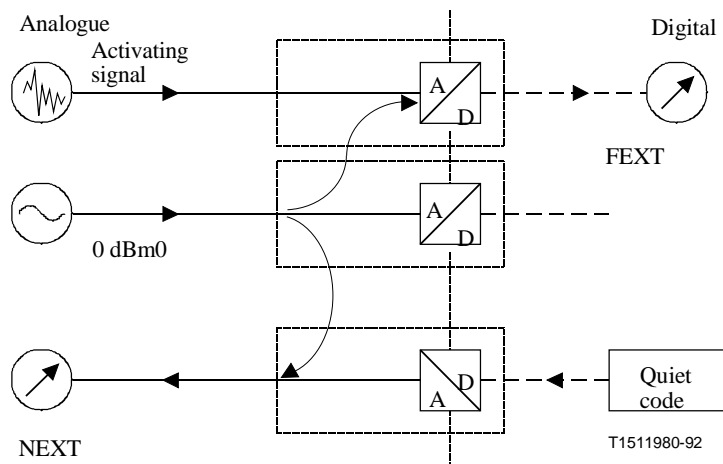 Analogue
Digital
Activating
signal
A
D
FEXT
A
D
0 dBm0
D
A
Quiet
code
NEXT
T1511980-92